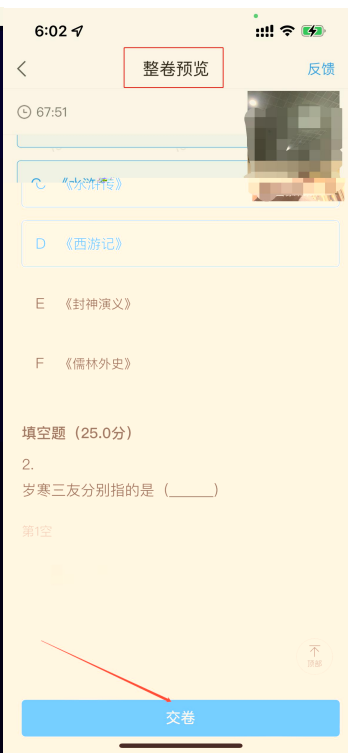 6:02
整卷预览
反馈
67:51
C 《水浒传》
D 《西游记》
E 《封神演义》
F 《儒林外史》
填空题（25.0分）
2.
岁寒三友分别指的是（_____）
第1空
顶部
交卷